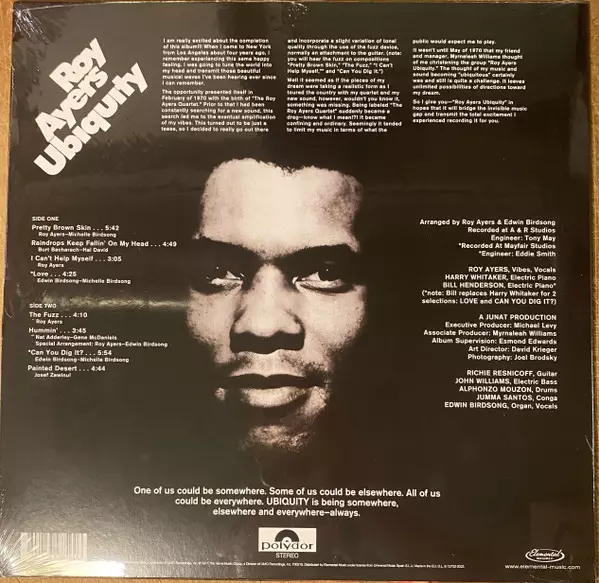 Roy
Ayers
Ubiquity
I am really excited about the completion
of this album!! When I came to New York
from Los Angeles about four years ago, I
remember experiencing this same happy
feeling. I was going to tune the world into
my head and transmit those beautiful
musical waves I've been hearing ever since
I can remember.
The opportunity presented itself in
February of 1970 with the birth of "The Roy
Ayers Quartet." Prior to that I had been
constantly searching for a new sound, this
search led me to the eventual amplification
of my vibes. This turned out to be just a
tease, so I decided to really go out there
and incorporate a slight variation of tonal
quality through the use of the fuzz device,
normally an attachment to the guitar. (note:
you will hear the fuzz on compositions
"Pretty Brown Skin," "The Fuzz," "I Can't
Help Myself," and "Can You Dig It.")
Well it seemed as if the pieces of my
dream were taking a realistic form as I
toured the country with my quartet and my
new sound, however, wouldn't you know it,
something was missing. Being labeled "The
Roy Ayers Quartet" suddenly became a
drag—know what I mean?! It became
confining and ordinary. Seemingly it tended
to limit my music in terms of what the
public would expect me to play.
It wasn't until May of 1970 that my friend
and manager, Myrnaleah Williams thought
of me christening the group "Roy Ayers
Ubiquity." The thought of my music and
sound becoming "ubiquitous" certainly
was and still is quite a challenge. It leaves
unlimited possibilities of directions toward
my dream.
So I give you—"Roy Ayers Ubiquity" in
hopes that it will bridge the invisible music
gap and transmit the total excitement I
experienced recording it for you.
SIDE ONE
Pretty Brown Skin . . . 5:42
Roy Ayers-Michelle Birdsong
Raindrops Keep Fallin' On My Head . . . 4:49
Burt Bacharach-Hal David
I Can't Help Myself . . . 3:05
Roy Ayers
*Love . . . 4:25
Edwin Birdsong-Michelle Birdsong
SIDE TWO
The Fuzz . . . 4:10
Roy Ayers
Hummin' . . . 3:45
Nat Adderley-Gene McDaniels
Special Arrangement: Roy Ayers-Edwin Birdsong
*Can You Dig It? . . . 5:54
Edwin Birdsong-Michelle Birdsong
Painted Desert . . . 4:44
Josef Zawinul
Arranged by Roy Ayers & Edwin Birdsong
Recorded at A & R Studios
Engineer: Tony May
*Recorded At Mayfair Studios
*Engineer: Eddie Smith
ROY AYERS, Vibes, Vocals
HARRY WHITAKER, Electric Piano
BILL HENDERSON, Electric Piano*
(*note: Bill replaces Harry Whitaker for 2
selections: LOVE and CAN YOU DIG IT?)
A JUNAT PRODUCTION
Executive Producer: Michael Levy
Associate Producer: Myrnaleah Williams
Album Supervision: Esmond Edwards
Art Director: David Krieger
Photography: Joel Brodsky
RICHIE RESNICOFF, Guitar
JOHN WILLIAMS, Electric Bass
ALPHONZO MOUZON, Drums
JUMMA SANTOS, Conga
EDWIN BIRDSONG, Organ, Vocals
One of us could be somewhere. Some of us could be elsewhere. All of us
could be everywhere. UBIQUITY is being somewhere,
elsewhere and everywhere–always.
polydor
STEREO
Elemental
www.elemental-music.com